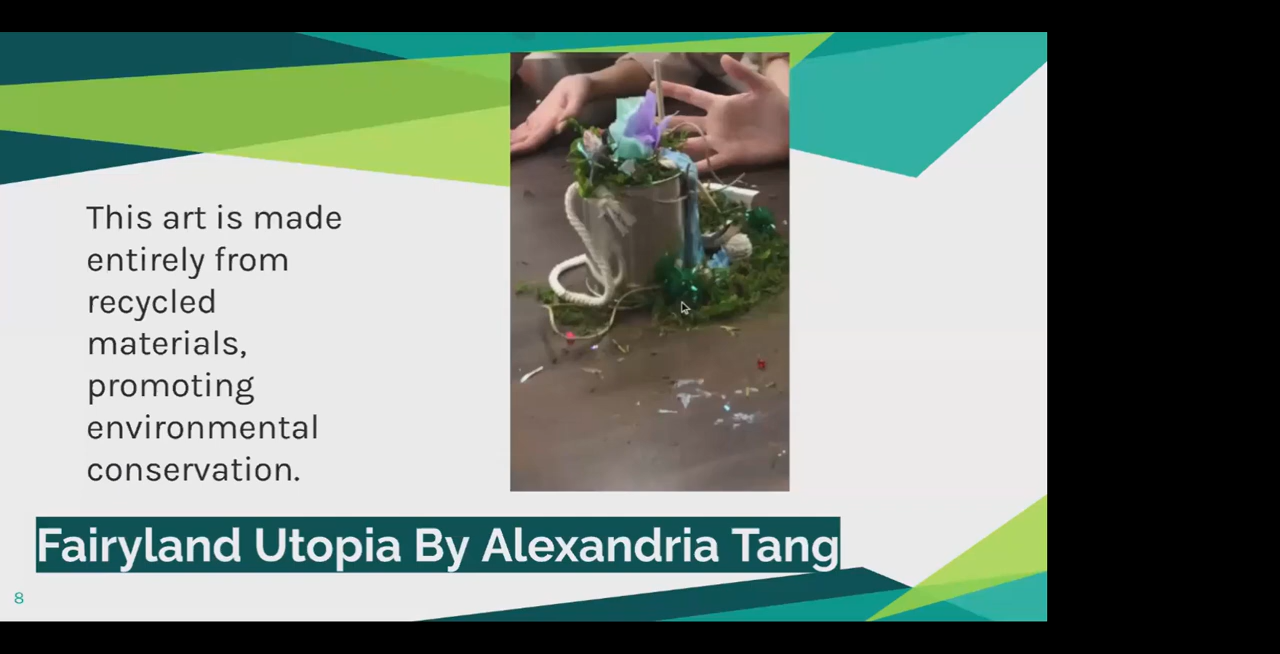 This art is made
entirely from
recycled
materials,
promoting
environmental
conservation.
Fairyland Utopia By Alexandria Tang
8